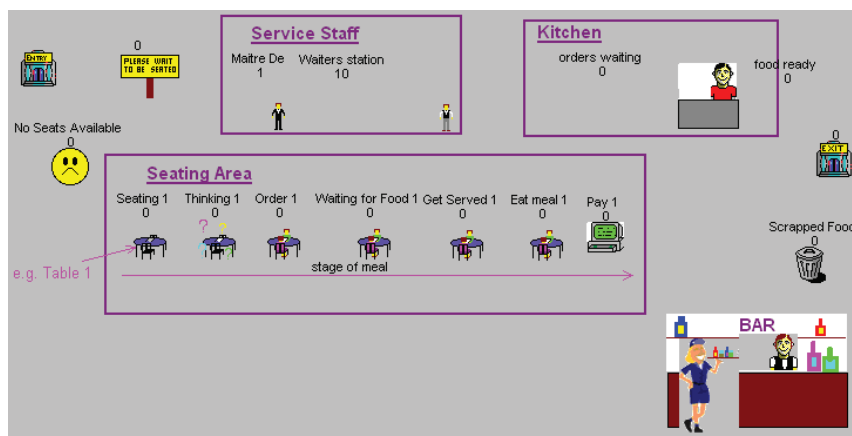 ENTRY
0
PLEASE WAIT
TO BE SEATED
No Seats Available
0
Service Staff
Maitre De
1
Waiters station
10
Kitchen
orders waiting
0
food ready
0
EXIT
0
Seating Area
Seating 1
0
Thinking 1
0
? ?
Order 1
0
Waiting for Food 1
0
Get Served 1
0
Eat meal 1
0
Pay 1
0
e.g. Table 1
stage of meal
Scrapped Food
0
BAR